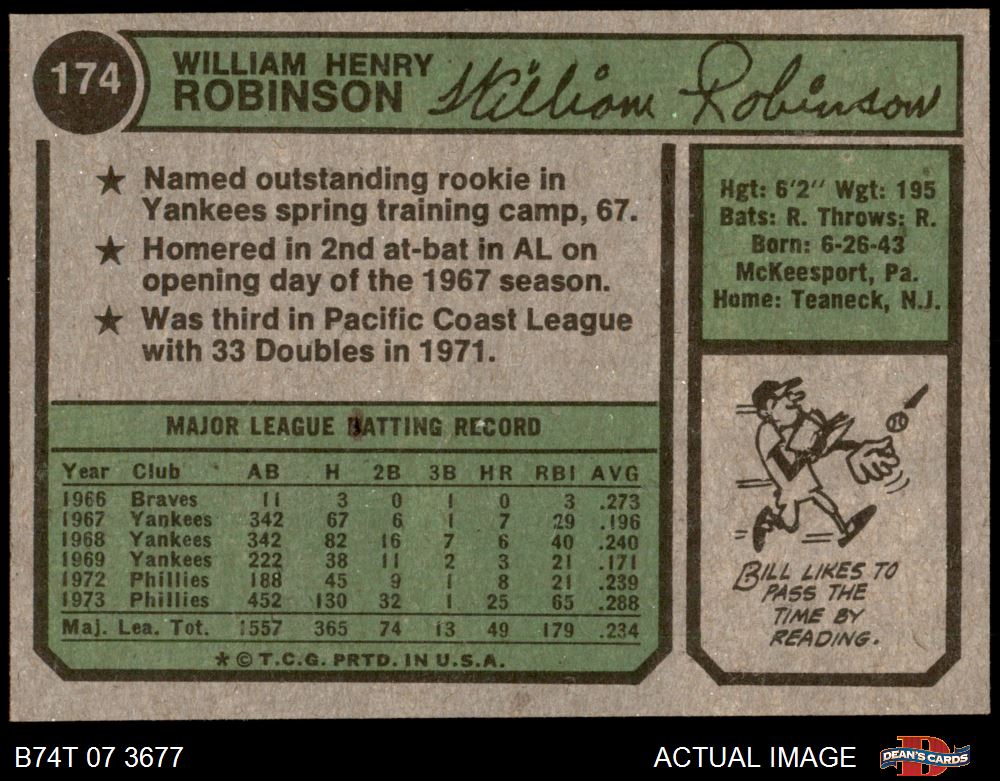 174
WILLIAM HENRY
ROBINSON
William Robinson
★ Named outstanding rookie in
Yankees spring training camp, 67.
★ Homered in 2nd at-bat in AL on
opening day of the 1967 season.
★ Was third in Pacific Coast League
with 33 Doubles in 1971.
Hgt: 6'2" Wgt: 195
Bats: R. Throws: R.
Born: 6-26-43
McKeesport, Pa.
Home: Teaneck, N.J.
MAJOR LEAGUE BATTING RECORD
Year Club AB H 2B 3B HR RBI AVG
1966 Braves 11 3 0 1 0 3 .273
1967 Yankees 342 67 6 1 7 29 .196
1968 Yankees 342 82 16 7 6 40 .240
1969 Yankees 222 38 11 2 3 21 .171
1972 Phillies 188 45 9 1 8 21 .239
1973 Phillies 452 130 32 1 25 65 .288
Maj. Lea. Tot. 1557 365 74 13 49 179 .234
★ © T.C.G. PRTD. IN U.S.A.
BILL LIKES TO
PASS THE
TIME BY
READING.
B74T 07 3677
ACTUAL IMAGE
D
DEAN'S CARDS